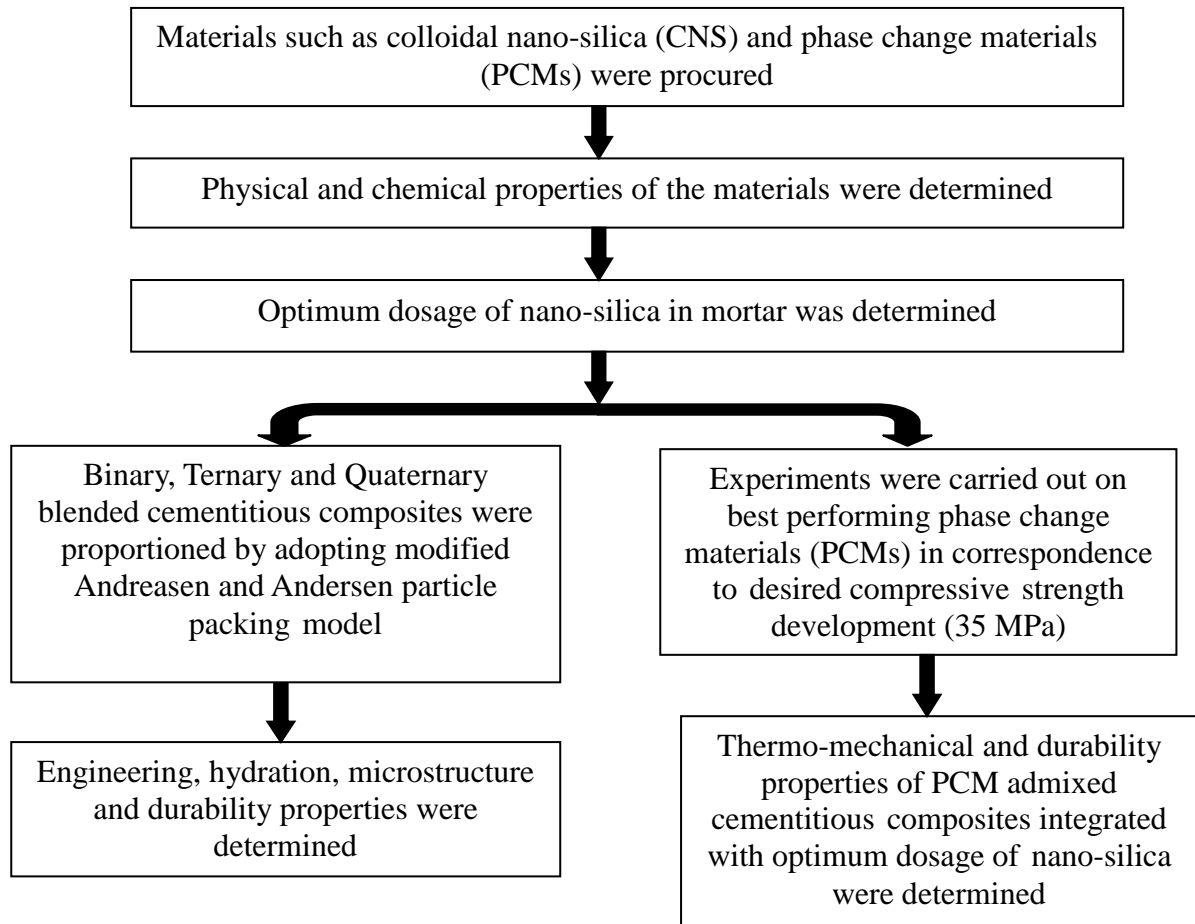 Materials such as colloidal nano-silica (CNS) and phase change materials
(PCMs) were procured
Physical and chemical properties of the materials were determined
Optimum dosage of nano-silica in mortar was determined
Binary, Ternary and Quaternary
blended cementitious composites were
proportioned by adopting modified
Andreasen and Andersen particle
packing model
Engineering, hydration, microstructure
and durability properties were
determined
Experiments were carried out on
best performing phase change
materials (PCMs) in correspondence
to desired compressive strength
development (35 MPa)
Thermo-mechanical and durability
properties of PCM admixed
cementitious composites integrated
with optimum dosage of nano-silica
were determined